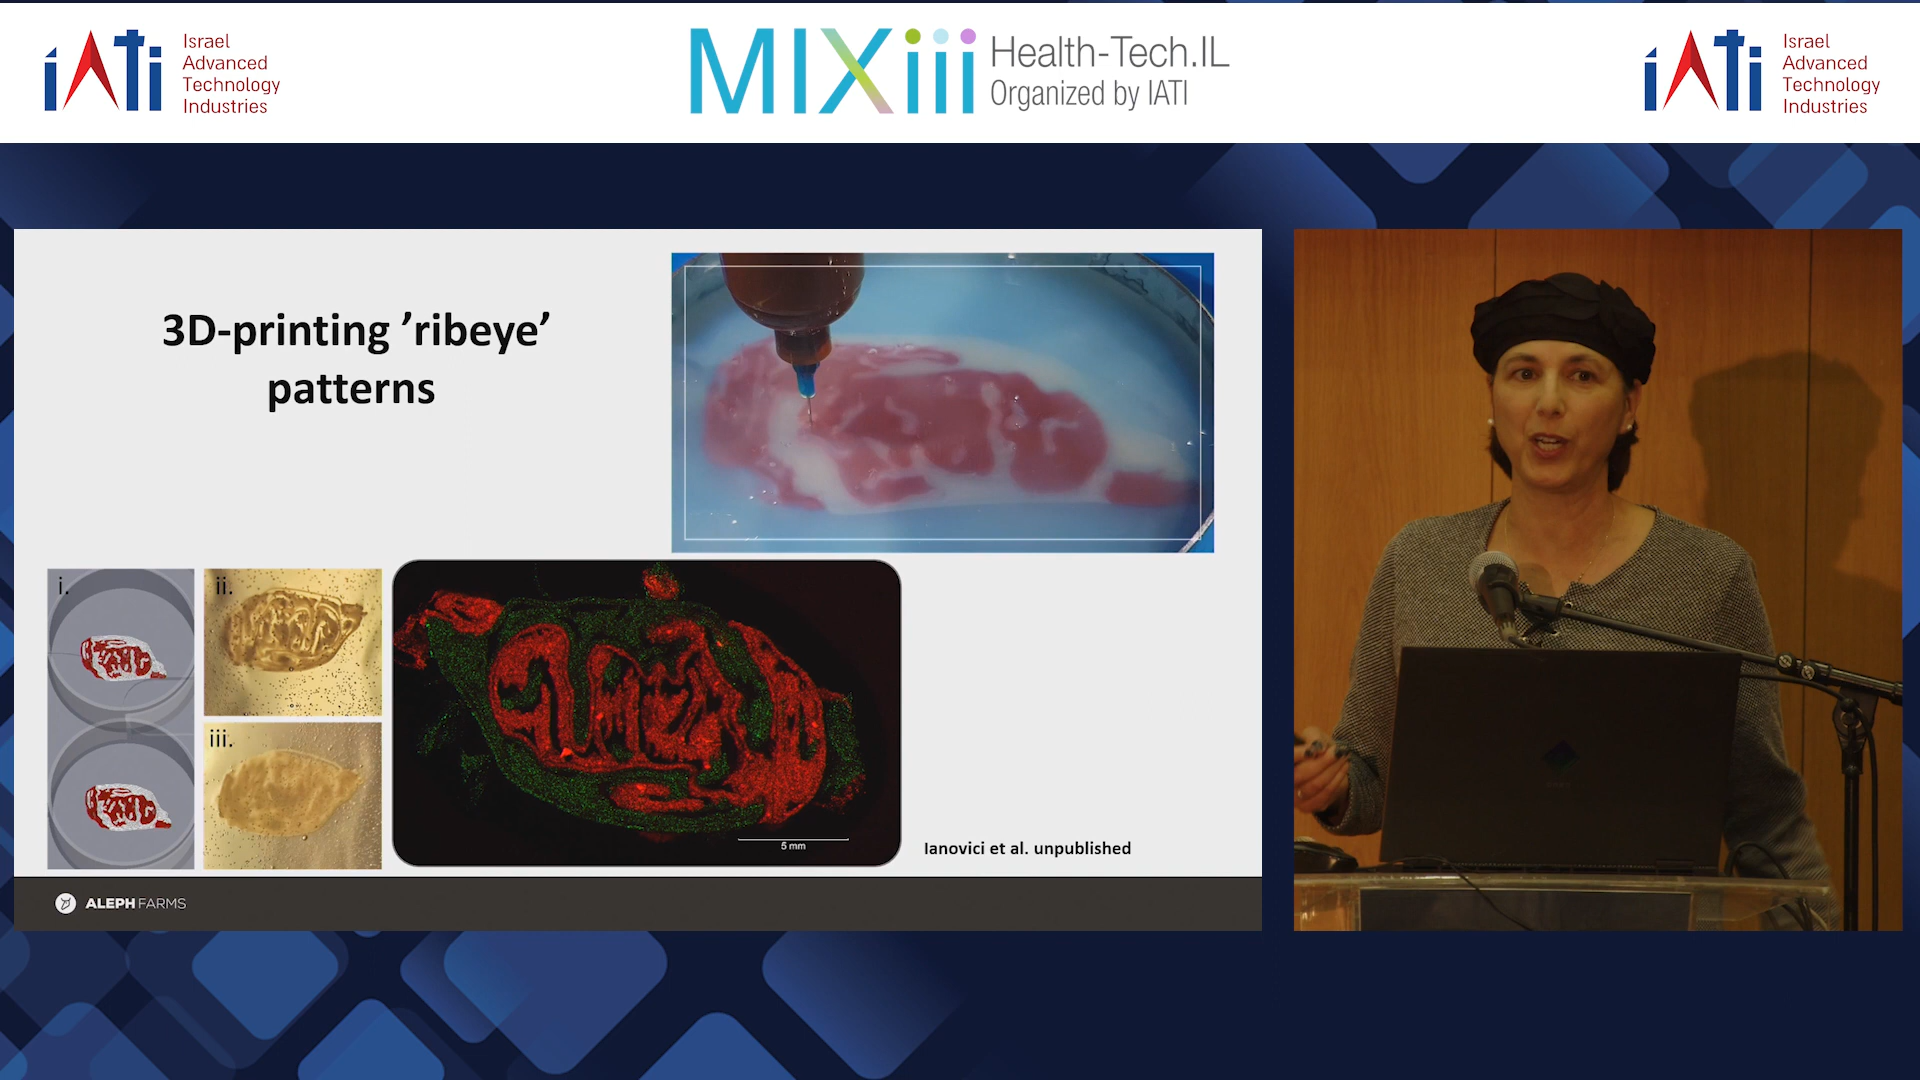 iATi
Israel
Advanced
Technology
Industries
MIXiii
Health-Tech.IL
Organized by IATI
iATi
Israel
Advanced
Technology
Industries
3D-printing ’ribeye’
patterns
i.
ii.
iii.
5 mm
Ianovici et al. unpublished
ALEPH FARMS